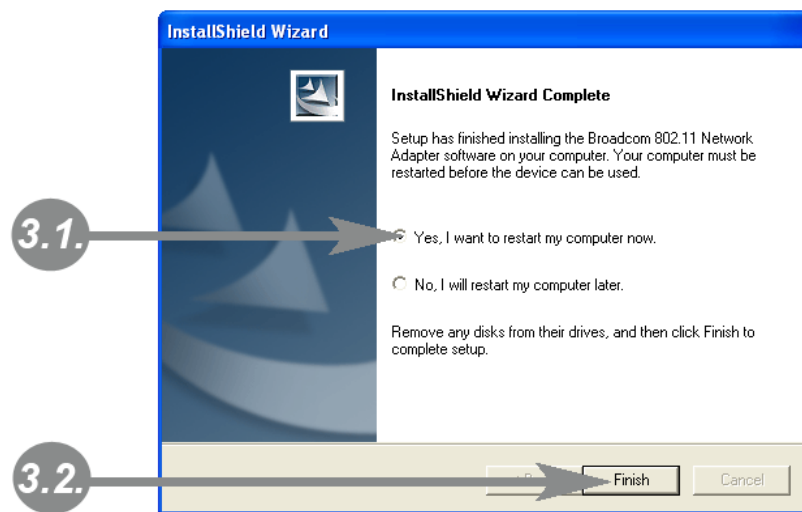 InstallShield Wizard
InstallShield Wizard Complete
Setup has finished installing the Broadcom 802.11 Network
Adapter software on your computer. Your computer must be
restarted before the device can be used.
3.1.
Yes, I want to restart my computer now.
No, I will restart my computer later.
Remove any disks from their drives, and then click Finish to
complete setup.
3.2.
Finish
Cancel